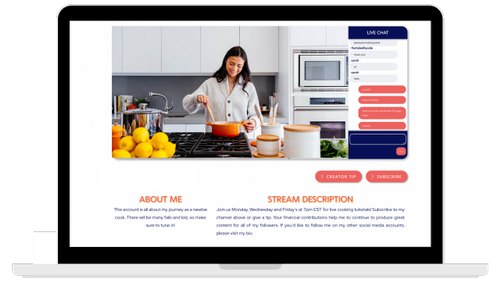 LIVE CHAT
CREATOR TIP
SUBSCRIBE
ABOUT ME
This account is all about my journey as a newbie
cook. There will be many fails and lols, so make
sure to tune in!
STREAM DESCRIPTION
Join us Monday, Wednesday and Friday's at 7pm EST for live cooking tutorials! Subscribe to my
channel above or give a tip. Your financial contributions help me to continue to produce great
content for all of my followers. If you'd like to follow me on my other social media accounts,
please visit my bio.